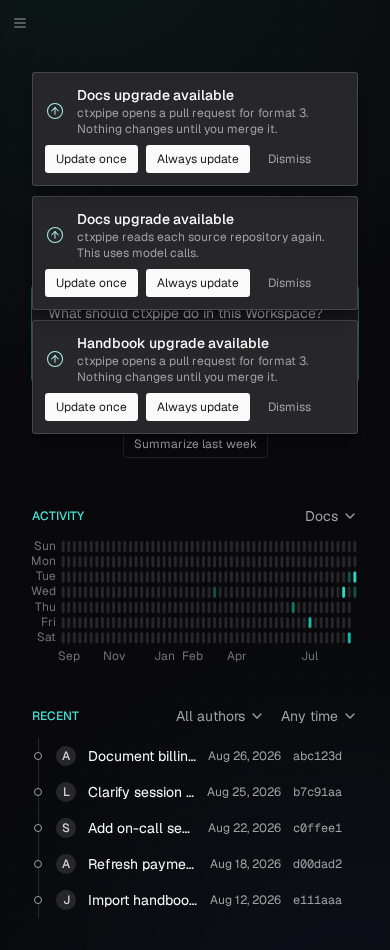 Docs upgrade available
ctxpipe opens a pull request for format 3.
Nothing changes until you merge it.
Update once Always update Dismiss
Docs upgrade available
ctxpipe reads each source repository again.
This uses model calls.
Update once Always update Dismiss
What should ctxpipe do in this Workspace?
Handbook upgrade available
ctxpipe opens a pull request for format 3.
Nothing changes until you merge it.
Update once Always update Dismiss
Summarize last week
ACTIVITY Docs
Sun
Mon
Tue
Wed
Thu
Fri
Sat
Sep Nov Jan Feb Apr Jul
RECENT All authors Any time
A Document billin... Aug 26, 2026 abc123d
L Clarify session ... Aug 25, 2026 b7c91aa
S Add on-call se... Aug 22, 2026 c0ffee1
A Refresh payme... Aug 18, 2026 d00dad2
J Import handboo... Aug 12, 2026 e111aaa